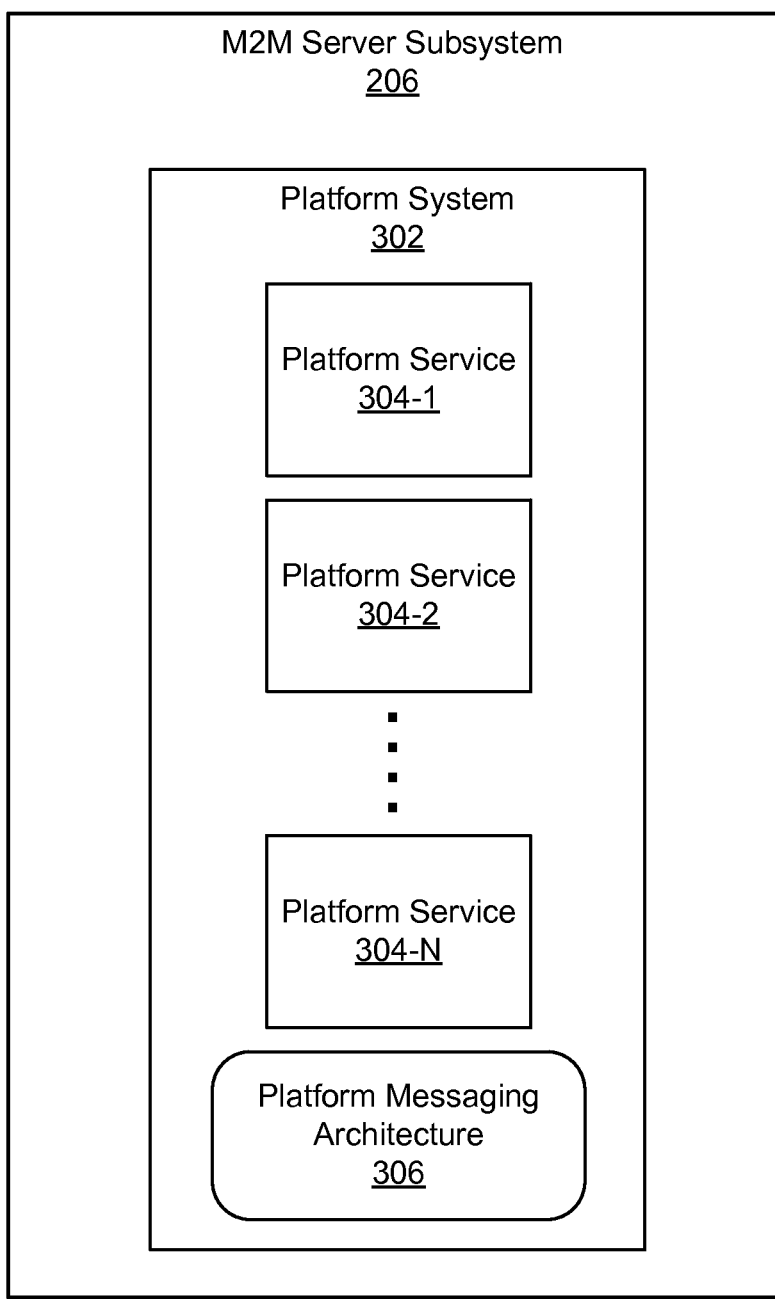 M2M Server Subsystem
206
Platform System
302
Platform Service
304-1
Platform Service
304-2
Platform Service
304-N
Platform Messaging
Architecture
306